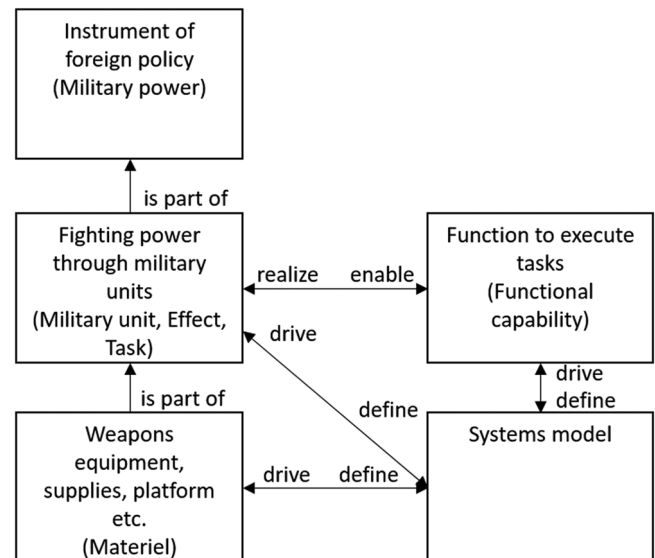 Instrument of
foreign policy
(Military power)
is part of
Fighting power
through military
units
(Military unit, Effect,
Task)
realize enable
Function to execute
tasks
(Functional
capability)
drive
define
drive
define
is part of
Weapons
equipment,
supplies, platform
etc.
(Materiel)
drive define
Systems model